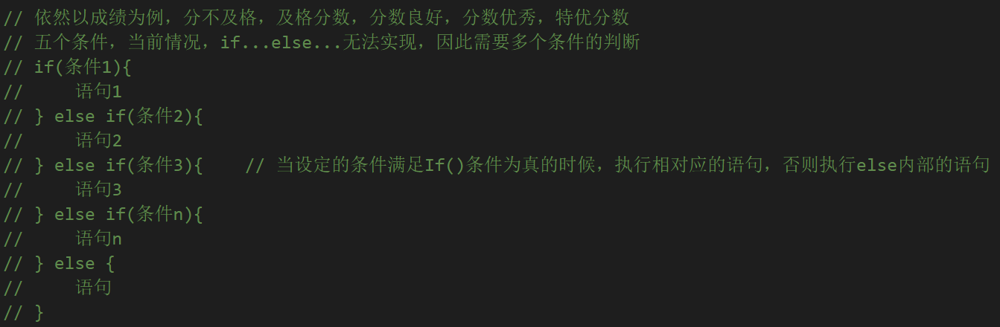 // 依然以成绩为例，分不及格，及格分数，分数良好，分数优秀，特优分数
// 五个条件，当前情况，if...else...无法实现，因此需要多个条件的判断
// if(条件1){
//     语句1
// } else if(条件2){
//     语句2
// } else if(条件3){    // 当设定的条件满足If()条件为真的时候，执行相对应的语句，否则执行else内部的语句
//     语句3
// } else if(条件n){
//     语句n
// } else {
//     语句
// }